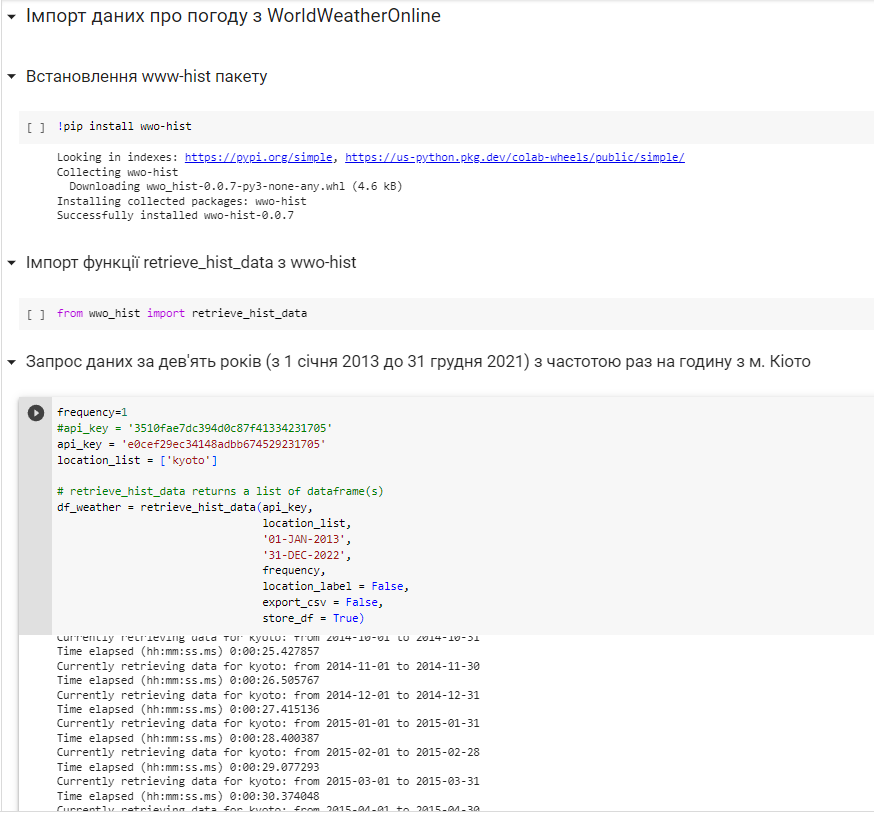 Імпорт даних про погоду з WorldWeatherOnline
Встановлення www-hist пакету
[ ] !pip install wwo-hist
Looking in indexes: https://pypi.org/simple, https://us-python.pkg.dev/colab-wheels/public/simple/
Collecting wwo-hist
Downloading wwo_hist-0.0.7-py3-none-any.whl (4.6 kB)
Installing collected packages: wwo-hist
Successfully installed wwo-hist-0.0.7
Імпорт функції retrieve_hist_data з wwo-hist
[ ] from wwo_hist import retrieve_hist_data
Запрос даних за дев'ять років (з 1 січня 2013 до 31 грудня 2021) з частотою раз на годину з м. Кіото
frequency=1
#api_key = '3510fae7dc394d0c87f41334231705'
api_key = 'e0cef29ec34148adbb674529231705'
location_list = ['kyoto']
# retrieve_hist_data returns a list of dataframe(s)
df_weather = retrieve_hist_data(api_key,
location_list,
'01-JAN-2013',
'31-DEC-2022',
frequency,
location_label = False,
export_csv = False,
store_df = True)
Currently retrieving data for kyoto: from 2014-10-01 to 2014-10-31
Time elapsed (hh:mm:ss.ms) 0:00:25.427857
Currently retrieving data for kyoto: from 2014-11-01 to 2014-11-30
Time elapsed (hh:mm:ss.ms) 0:00:26.505767
Currently retrieving data for kyoto: from 2014-12-01 to 2014-12-31
Time elapsed (hh:mm:ss.ms) 0:00:27.415136
Currently retrieving data for kyoto: from 2015-01-01 to 2015-01-31
Time elapsed (hh:mm:ss.ms) 0:00:28.400387
Currently retrieving data for kyoto: from 2015-02-01 to 2015-02-28
Time elapsed (hh:mm:ss.ms) 0:00:29.077293
Currently retrieving data for kyoto: from 2015-03-01 to 2015-03-31
Time elapsed (hh:mm:ss.ms) 0:00:30.374048
Currently retrieving data for kyoto: from 2015-04-01 to 2015-04-30